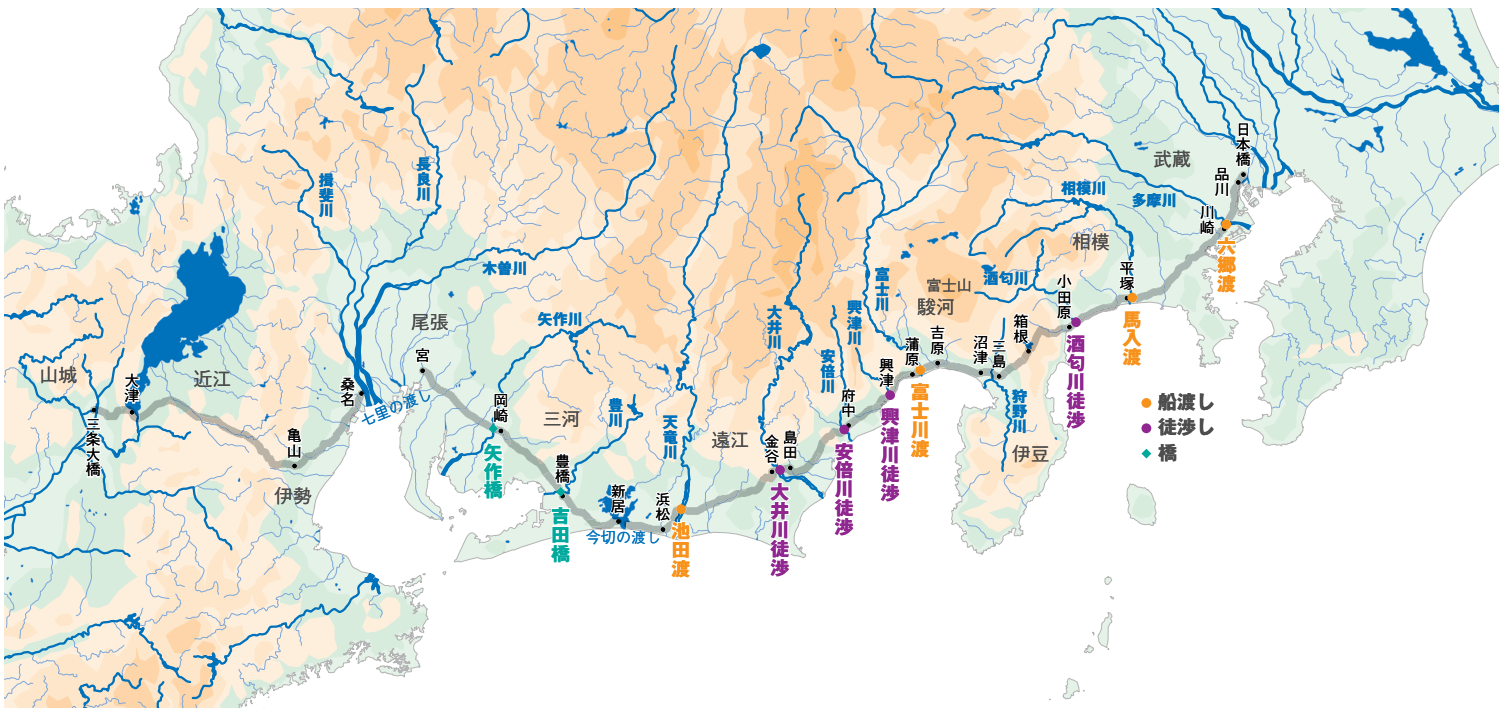 日本橋
品川
川崎
六郷渡
武蔵
多摩川
相模川
相模
平塚
馬入渡
小田原
酒匂川
酒匂川徒渉
箱根
三島
沼津
狩野川
伊豆
富士山
駿河
吉原
蒲原
富士川
富士川渡
興津川
興津
興津川徒渉
安倍川
府中
安倍川徒渉
大井川
島田
金谷
大井川徒渉
遠江
天竜川
池田渡
浜松
今切の渡し
新居
豊川
豊橋
吉田橋
三河
矢作川
岡崎
矢作橋
木曽川
尾張
宮
七里の渡し
桑名
長良川
揖斐川
亀山
伊勢
近江
大津
山城
三条大橋
船渡し
徒渉し
橋